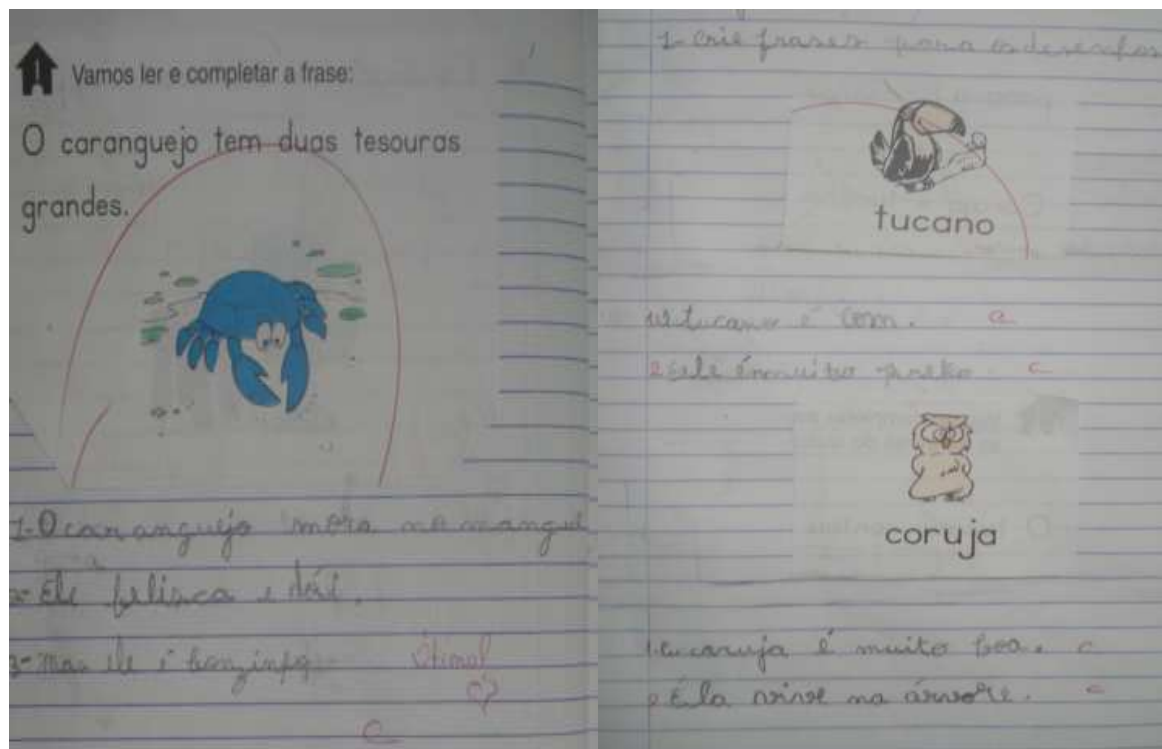 1
Vamos ler e completar a frase:
O caranguejo tem duas tesouras
grandes.
1-O caranguejo mora no mangue
2- Ele belisca e dói.
3- mas ele é bonzinho
Ótimo!
C
1- Crie frases para os desenhos
tucano
tucano é bom. c
2 ele é muito preto c
coruja
1. a coruja é muito boa. c
2 Éla vive na árvore. c